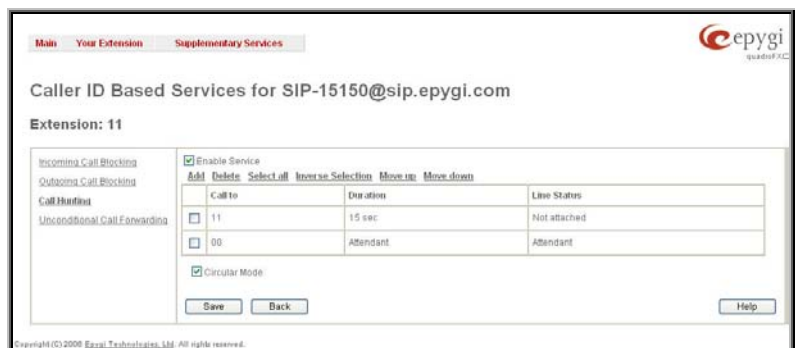 Main Your Extension Supplementary Services
epygi
quadroFXO
Caller ID Based Services for SIP-15150@sip.epygi.com
Extension: 11
Incoming Call Blocking
Outgoing Call Blocking
Call Hunting
Unconditional Call Forwarding
Enable Service
Add Delete Select all Inverse Selection Move up Move down
Call to Duration Line Status
11 15 sec Not attached
00 Attendant Attendant
Circular Mode
Save Back Help
Copyright (C) 2006 Epygi Technologies, Ltd. All rights reserved.